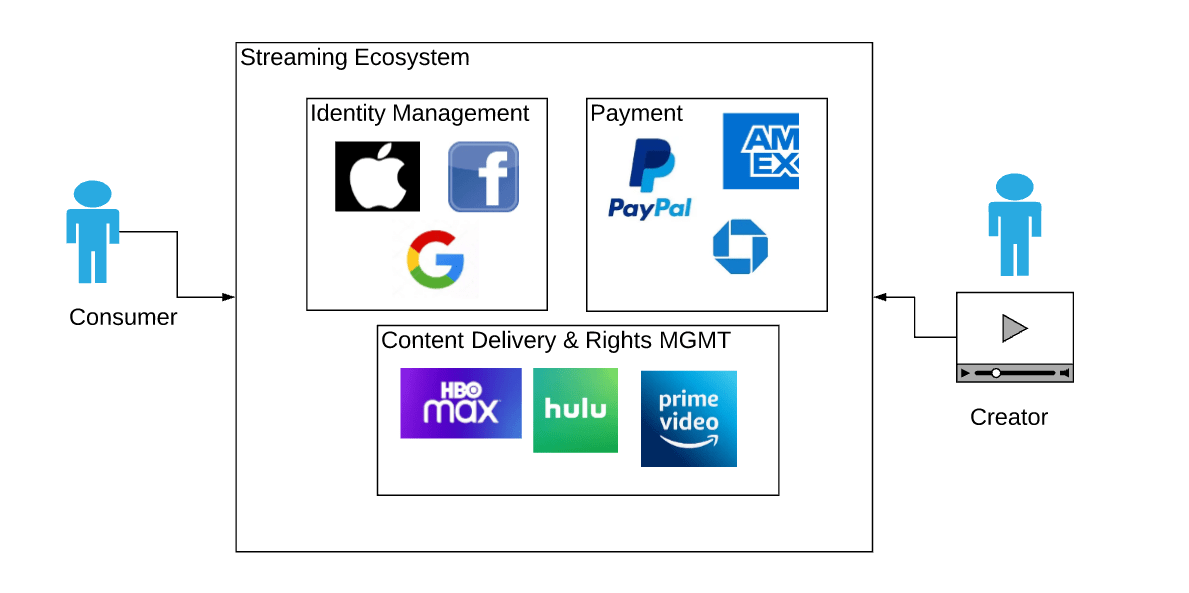 Streaming Ecosystem
Identity Management
Payment
f
G
PayPal
AM
EX
Consumer
Content Delivery & Rights MGMT
HBO
max
hulu
prime
video
Creator